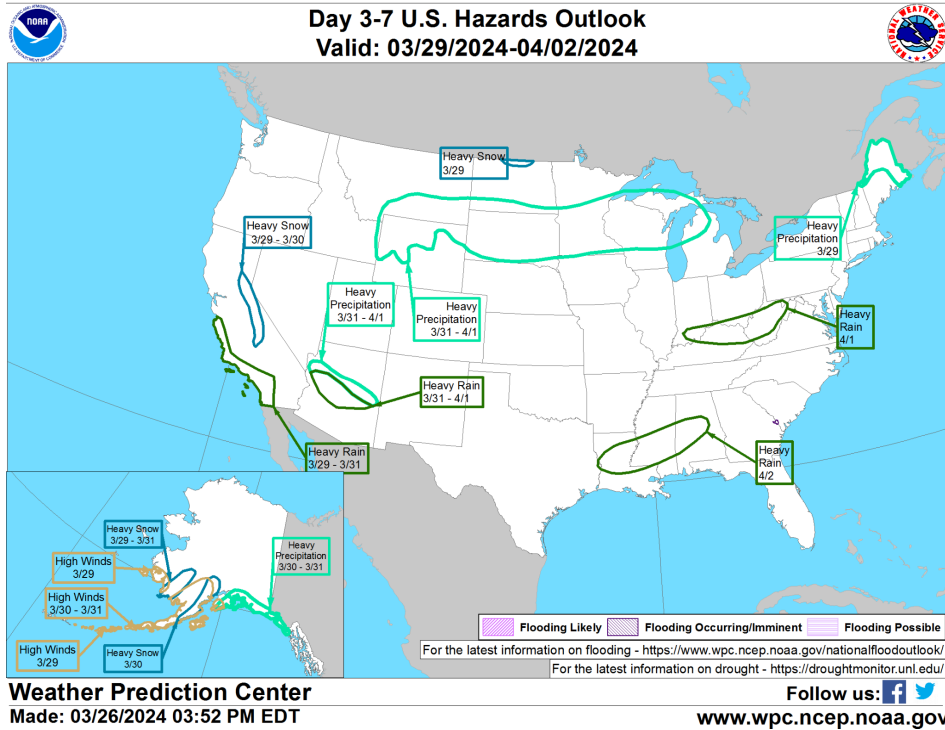 Day 3-7 U.S. Hazards Outlook
Valid: 03/29/2024-04/02/2024
NOAA
Heavy Snow
3/29
Heavy Snow
3/29 - 3/30
Heavy
Precipitation
3/29
Heavy
Precipitation
3/31 - 4/1
Heavy
Precipitation
3/31 - 4/1
Heavy
Rain
4/1
Heavy Rain
3/31 - 4/1
Heavy Rain
3/29 - 3/31
Heavy
Rain
4/2
Heavy Snow
3/29 - 3/31
Heavy
Precipitation
3/30 - 3/31
High Winds
3/29
High Winds
3/30 - 3/31
High Winds
3/29
Heavy Snow
3/30
Flooding Likely
Flooding Occurring/Imminent
Flooding Possible
For the latest information on flooding - https://www.wpc.ncep.noaa.gov/nationalfloodoutlook/
For the latest information on drought - https://droughtmonitor.unl.edu/
Weather Prediction Center
Made: 03/26/2024 03:52 PM EDT
Follow us:
www.wpc.ncep.noaa.gov